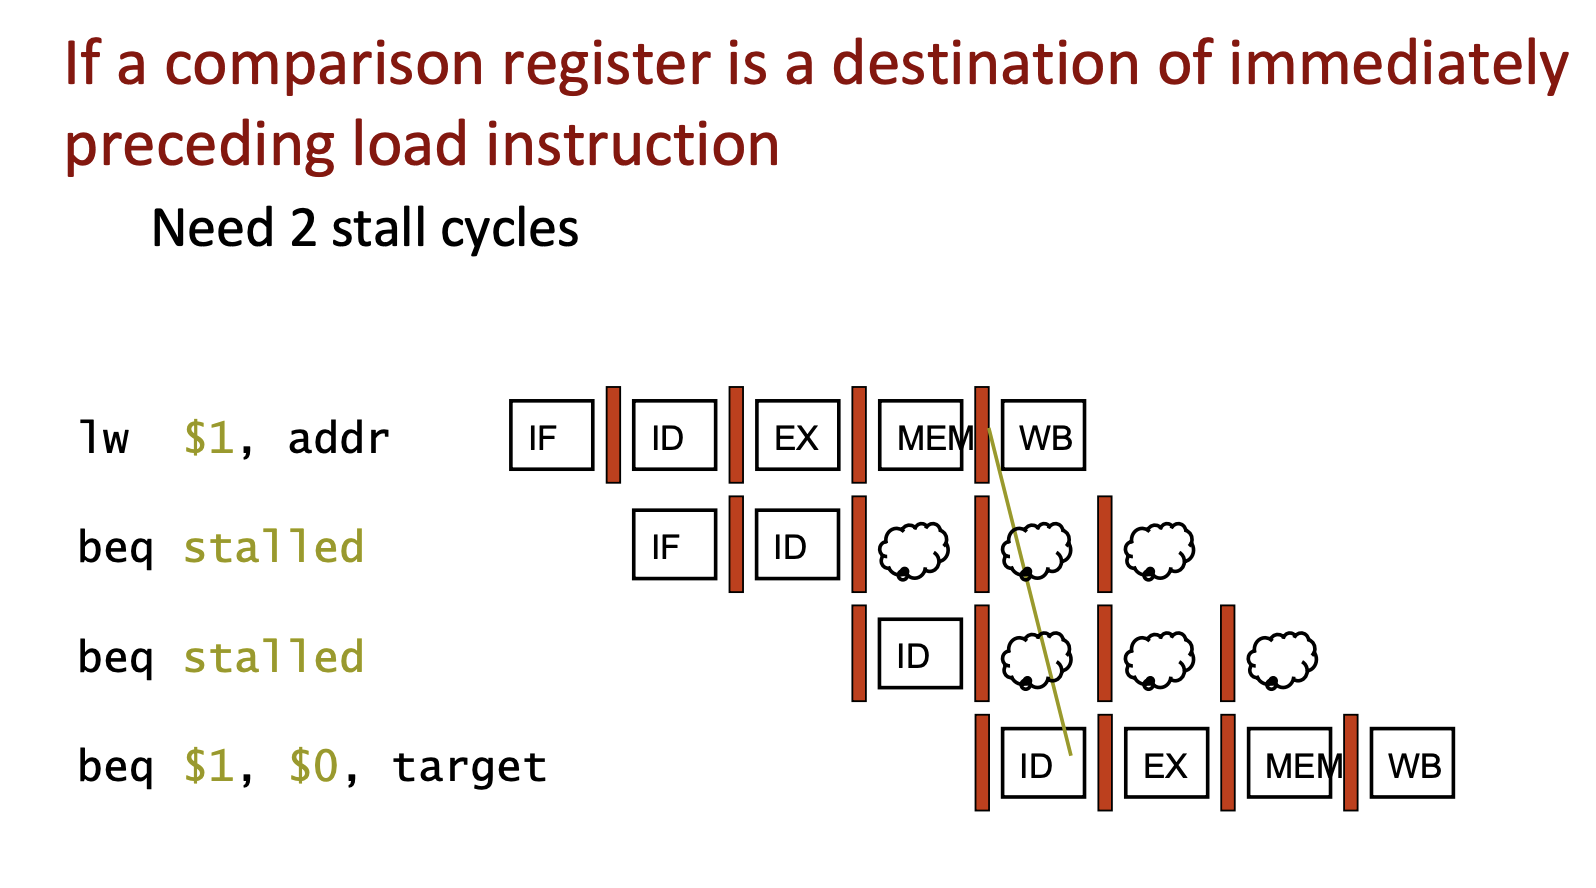 If a comparison register is a destination of immediately
preceding load instruction
Need 2 stall cycles
lw $1, addr IF ID EX MEM WB
beq stalled IF ID
beq stalled ID
beq $1, $0, target ID EX MEM WB